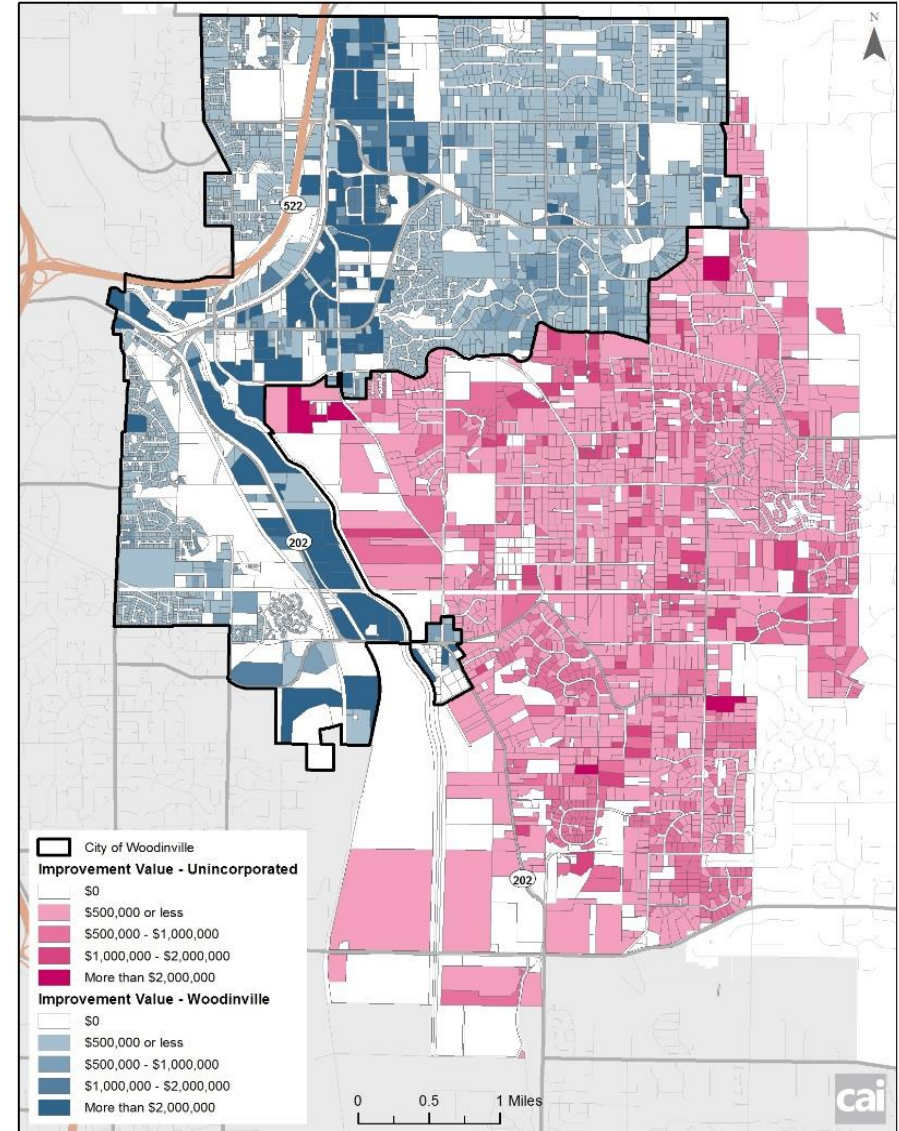 N
522
202
202
City of Woodinville
Improvement Value - Unincorporated
$0
$500,000 or less
$500,000 - $1,000,000
$1,000,000 - $2,000,000
More than $2,000,000
Improvement Value - Woodinville
$0
$500,000 or less
$500,000 - $1,000,000
$1,000,000 - $2,000,000
More than $2,000,000
0 0.5 1 Miles
cai